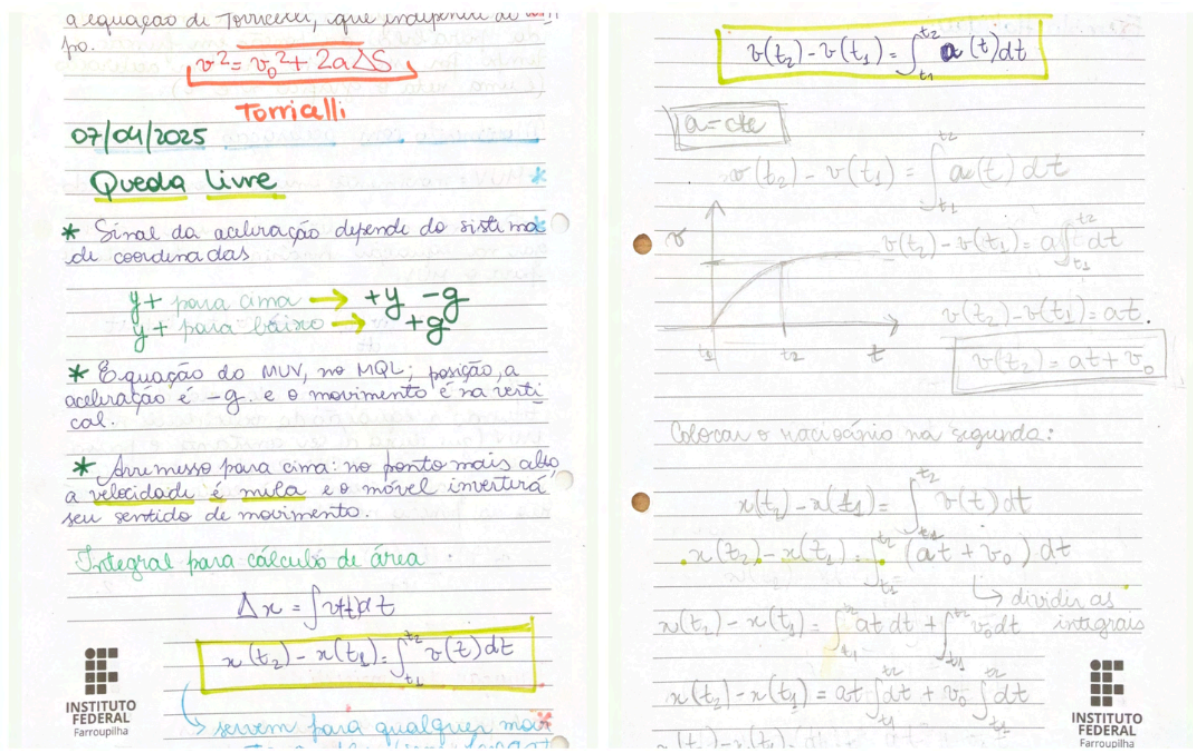 a equação de Torricelli, que independe do tem-
po.
v² = v₀² + 2aΔS
Torricelli
07/04/2025
Queda Livre
* Sinal da aceleração depende do sistema
de coordenadas
y+ para cima → +y -g
y+ para baixo → +g
* Equação do MUV, no MQL; posição, a
aceleração é -g. e o movimento é na verti
cal.
* Arremesso para cima: no ponto mais alto,
a velocidade é nula e o móvel inverterá
seu sentido de movimento.
Integral para cálculo de área
Δx = ∫v(t)dt
x(t₂) - x(t₁) = ∫t₁t₂ v(t)dt
servem para qualquer mov
INSTITUTO
FEDERAL
Farroupilha
v(t₂) - v(t₁) = ∫t₁t₂ a(t)dt
a = cte
v(t₂) - v(t₁) = ∫t₁t₂ a(t) dt
v
v(t₂) - v(t₁) = a∫t₁t₂ dt
v(t₂) - v(t₁) = at.
t₁ t₂ t
v(t₂) = at + v₀
Colocar o raciocínio na segunda:
x(t₂) - x(t₁) = ∫t₁t₂ v(t) dt
x(t₂) - x(t₁) = ∫t₁t₂ (at + v₀) dt
dividir as
x(t₂) - x(t₁) = ∫t₁t₂ at dt + ∫t₁t₂ v₀dt integrais
x(t₂) - x(t₁) = at∫t₁t₂ dt + v₀∫t₁t₂ dt
INSTITUTO
FEDERAL
Farroupilha